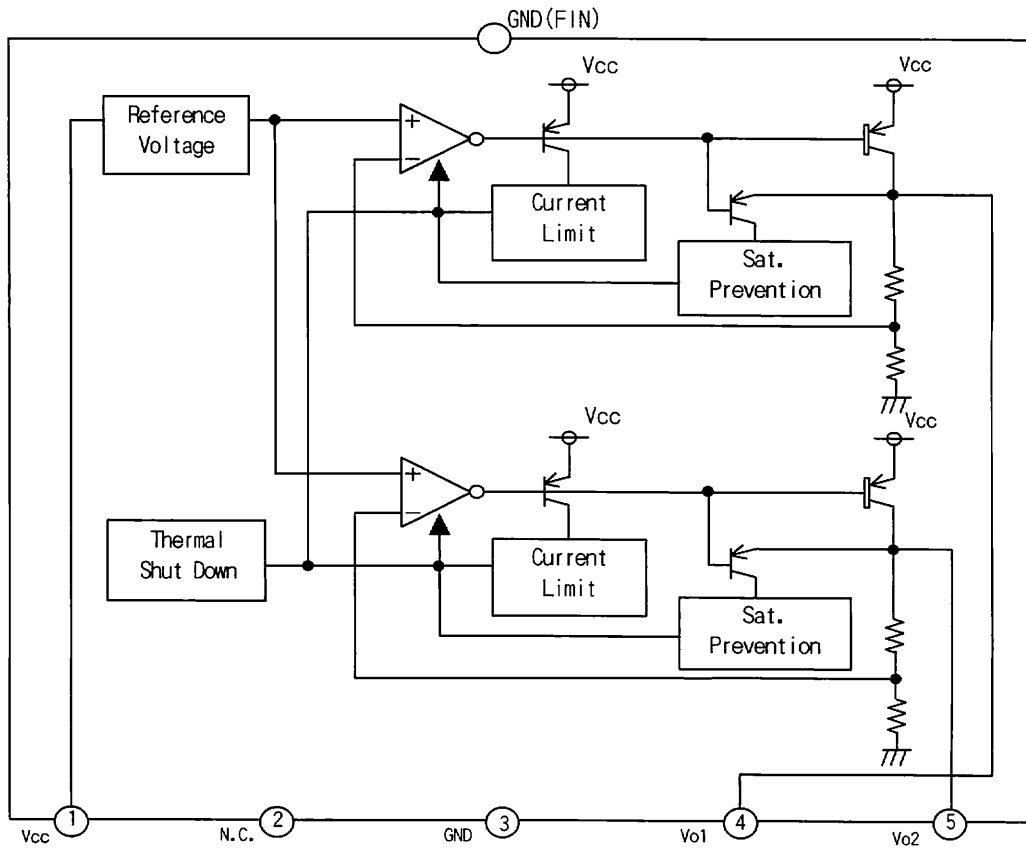 GND(FIN)
Vcc
Vcc
Reference
Voltage
+
−
Current
Limit
Sat.
Prevention
Vcc
Vcc
+
−
Thermal
Shut Down
Current
Limit
Sat.
Prevention
1
2
3
4
5
Vcc
N.C.
GND
Vo1
Vo2